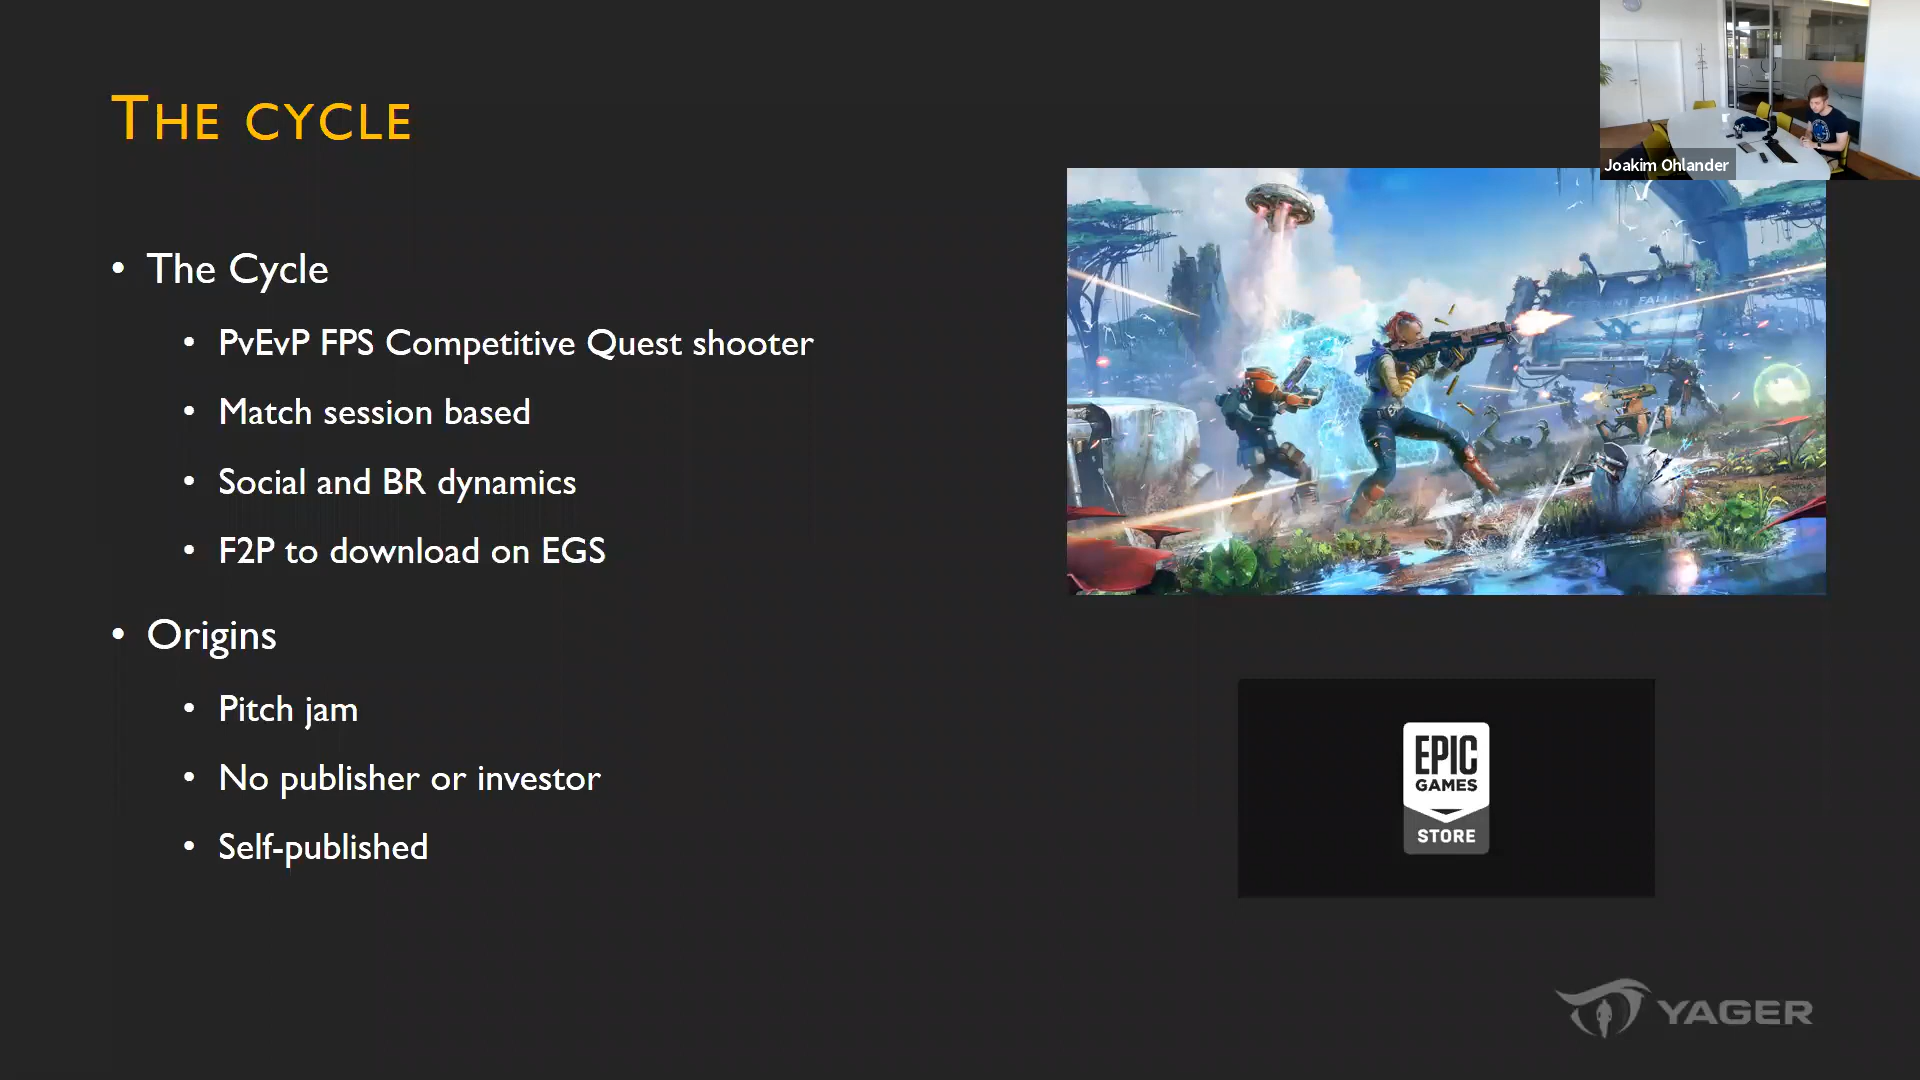 THE CYCLE
Joakim Ohlander
• The Cycle
• PvEvP FPS Competitive Quest shooter
• Match session based
• Social and BR dynamics
• F2P to download on EGS
• Origins
• Pitch jam
• No publisher or investor
• Self-published
EPIC
GAMES
STORE
YAGER